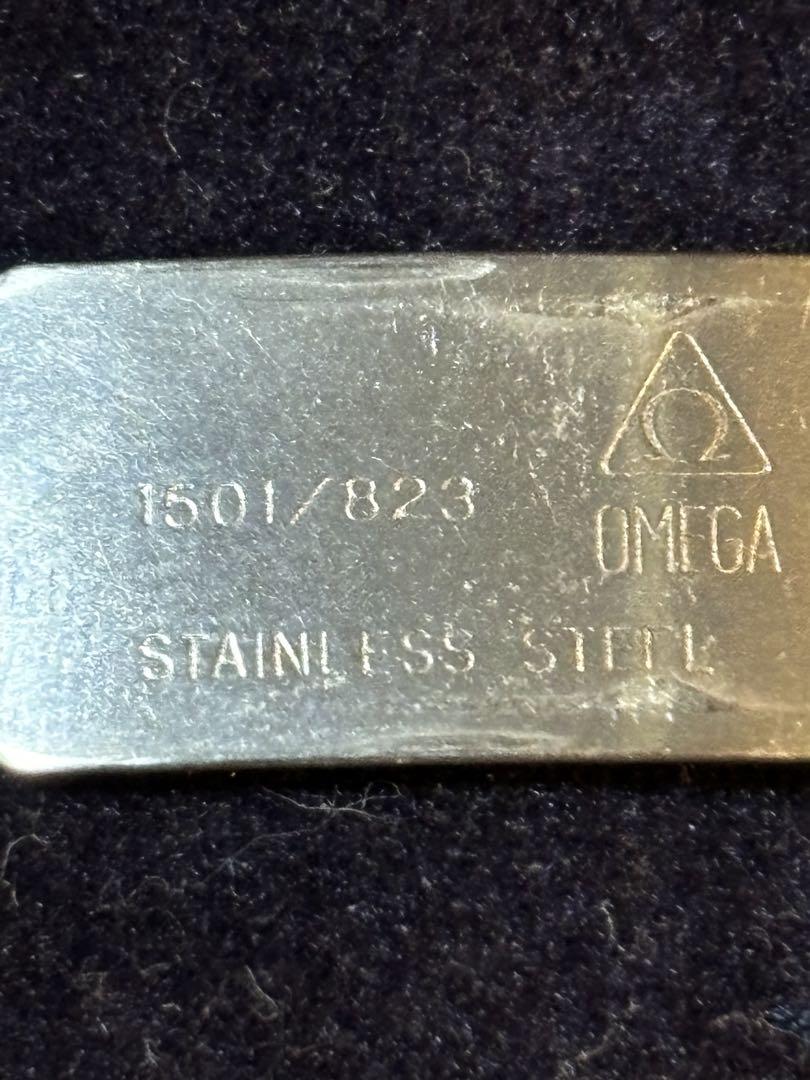 Ω
OMEGA
1501/823
STAINLESS STEEL